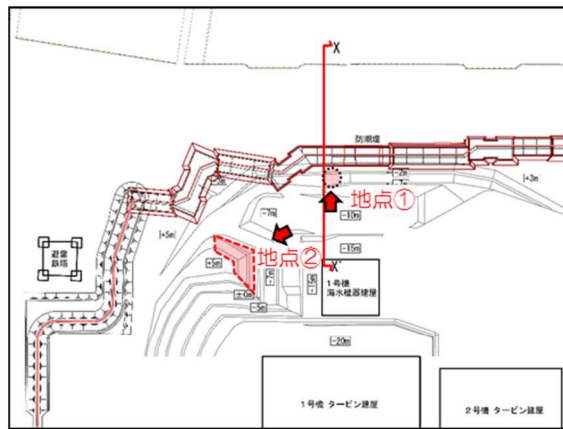 X
防潮堤
-2m
-7m
+3m
地点①
-7m
-10m
+5m
地点②
-15m
避雷
鉄塔
+5m
X'
±0m
-5m
1号機
海水機器建屋
-20m
1号機 タービン建屋
2号機 タービン建屋